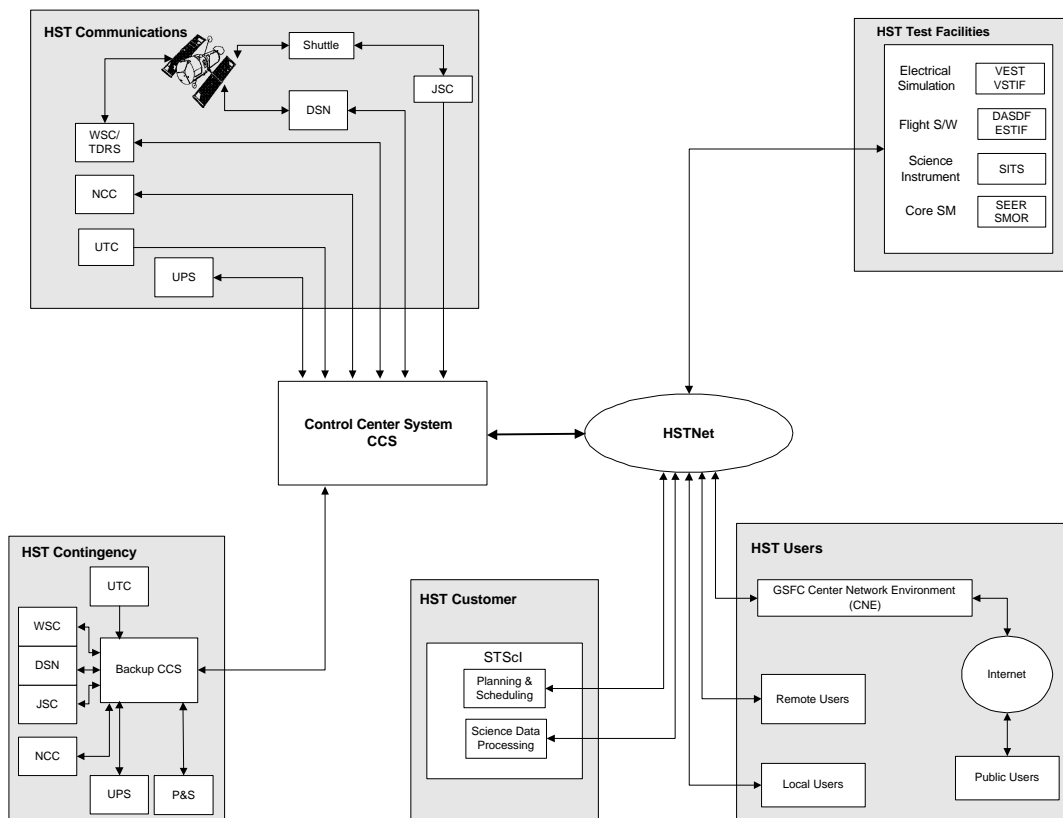 HST Communications
Shuttle
JSC
DSN
WSC/
TDRS
NCC
UTC
UPS
HST Test Facilities
Electrical
Simulation
VEST
VSTIF
Flight S/W
DASDF
ESTIF
Science
Instrument
SITS
Core SM
SEER
SMOR
Control Center System
CCS
HSTNet
HST Contingency
UTC
WSC
DSN
JSC
Backup CCS
NCC
UPS
P&S
HST Customer
STScI
Planning &
Scheduling
Science Data
Processing
HST Users
GSFC Center Network Environment
(CNE)
Internet
Remote Users
Local Users
Public Users